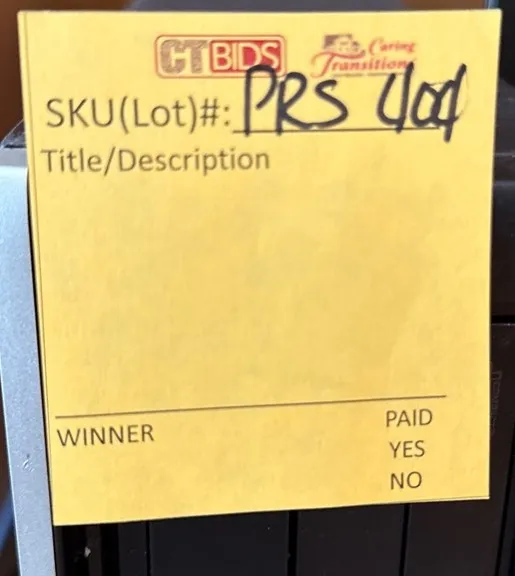 CTBIDS Caring Transitions
SKU(Lot)#: PRS 404
Title/Description
WINNER
PAID
YES
NO